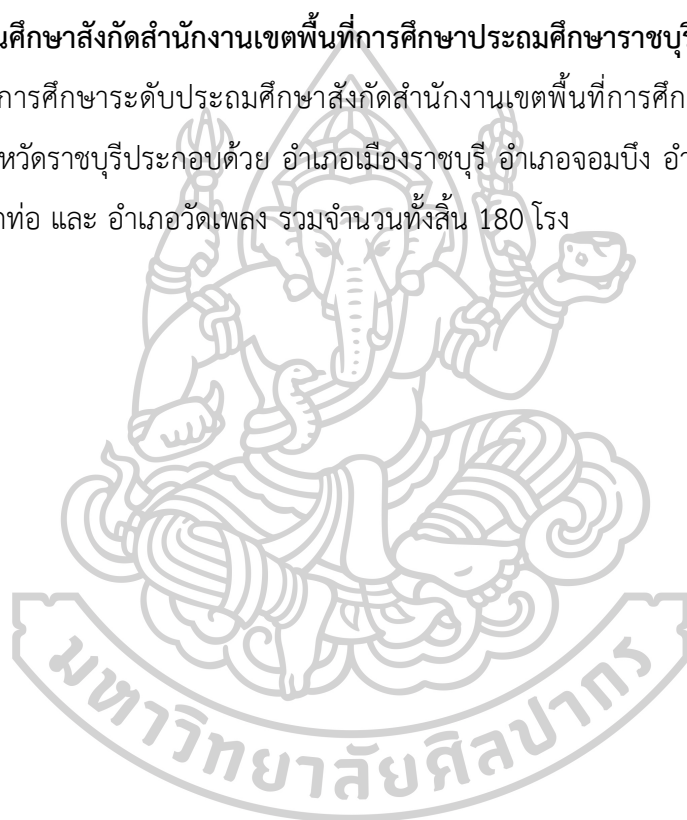 นศึกษาสังกัดสำนักงานเขตพื้นที่การศึกษาประถมศึกษาราชบุรี
การศึกษาระดับประถมศึกษาสังกัดสำนักงานเขตพื้นที่การศึก
หวัดราชบุรีประกอบด้วย อำเภอเมืองราชบุรี อำเภอจอมบึง อำ
ท่อ และ อำเภอวัดเพลง รวมจำนวนทั้งสิ้น 180 โรง
มหาวิทยาลัยศิลปากร